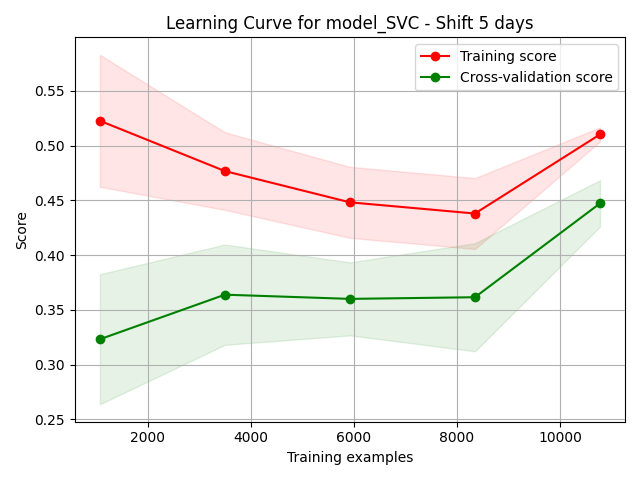 Learning Curve for model_SVC - Shift 5 days
Training score
Cross-validation score
Score
0.55
0.50
0.45
0.40
0.35
0.30
0.25
2000 4000 6000 8000 10000
Training examples